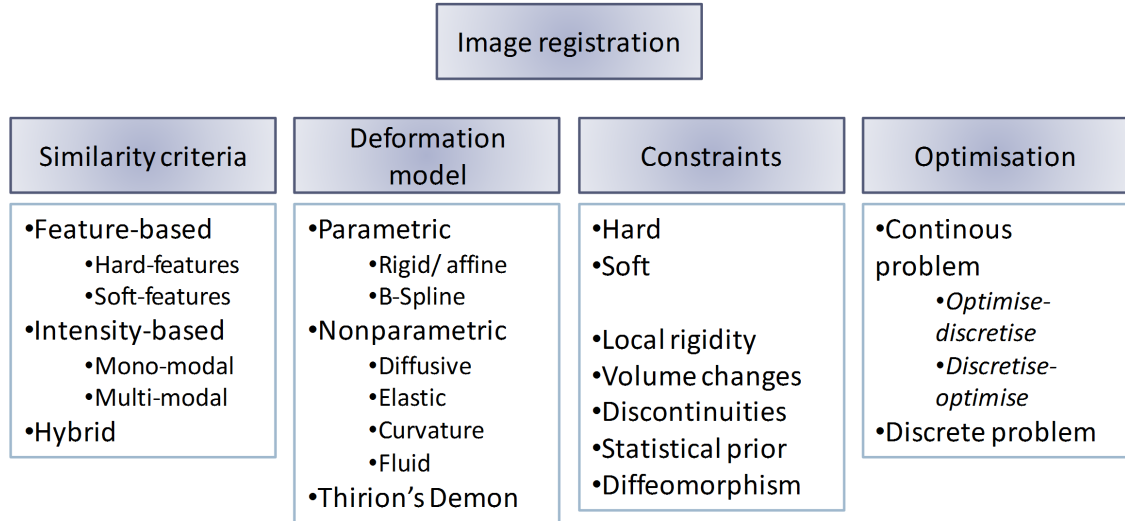 Image registration
Similarity criteria
•Feature-based
•Hard-features
•Soft-features
•Intensity-based
•Mono-modal
•Multi-modal
•Hybrid
Deformation
model
•Parametric
•Rigid/ affine
•B-Spline
•Nonparametric
•Diffusive
•Elastic
•Curvature
•Fluid
•Thirion’s Demon
Constraints
•Hard
•Soft
•Local rigidity
•Volume changes
•Discontinuities
•Statistical prior
•Diffeomorphism
Optimisation
•Continous
problem
•Optimise-
discretise
•Discretise-
optimise
•Discrete problem